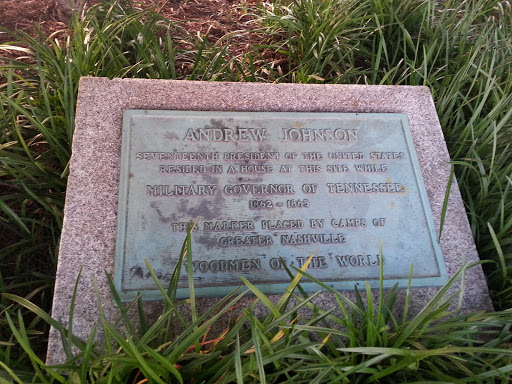 ANDREW JOHNSON
SEVENTEENTH PRESIDENT OF THE UNITED STATES
RESIDED IN A HOUSE AT THIS SITE WHILE
MILITARY GOVERNOR OF TENNESSEE
1862 - 1865
THIS MARKER PLACED BY CAMPS OF
GREATER NASHVILLE
WOODMEN OF THE WORLD